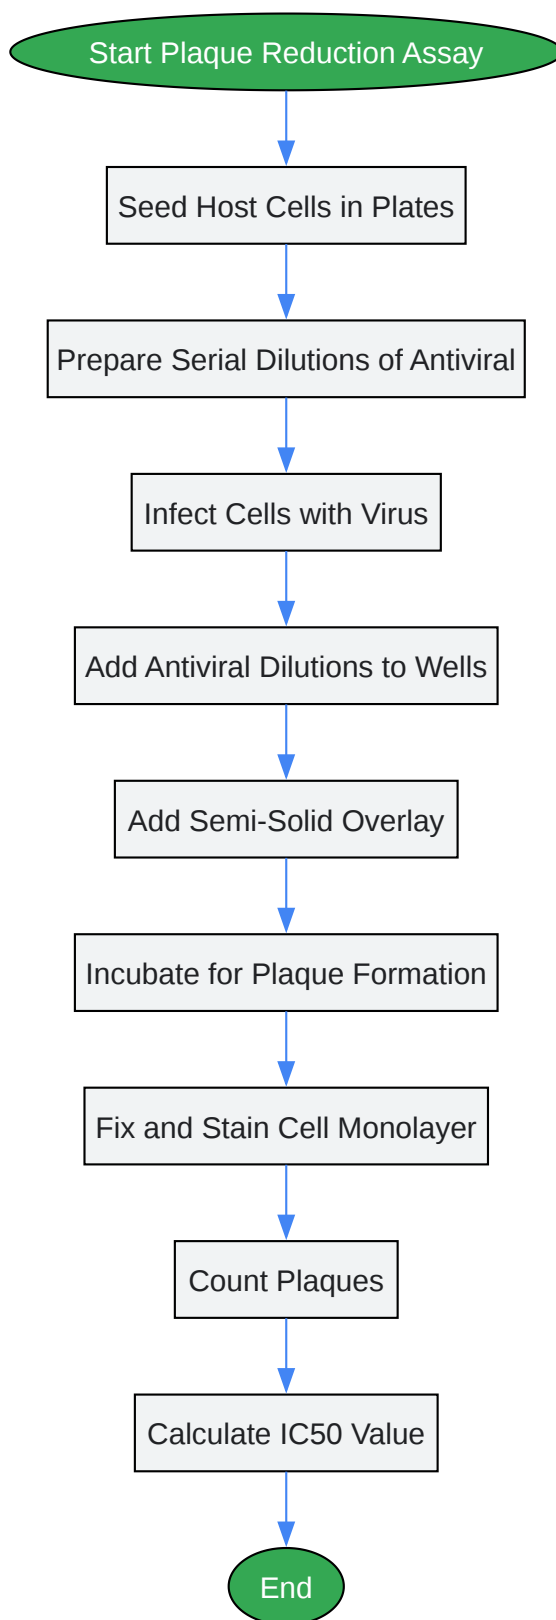 Start Plaque Reduction Assay
Seed Host Cells in Plates
Prepare Serial Dilutions of Antiviral
Infect Cells with Virus
Add Antiviral Dilutions to Wells
Add Semi-Solid Overlay
Incubate for Plaque Formation
Fix and Stain Cell Monolayer
Count Plaques
Calculate IC50 Value
End